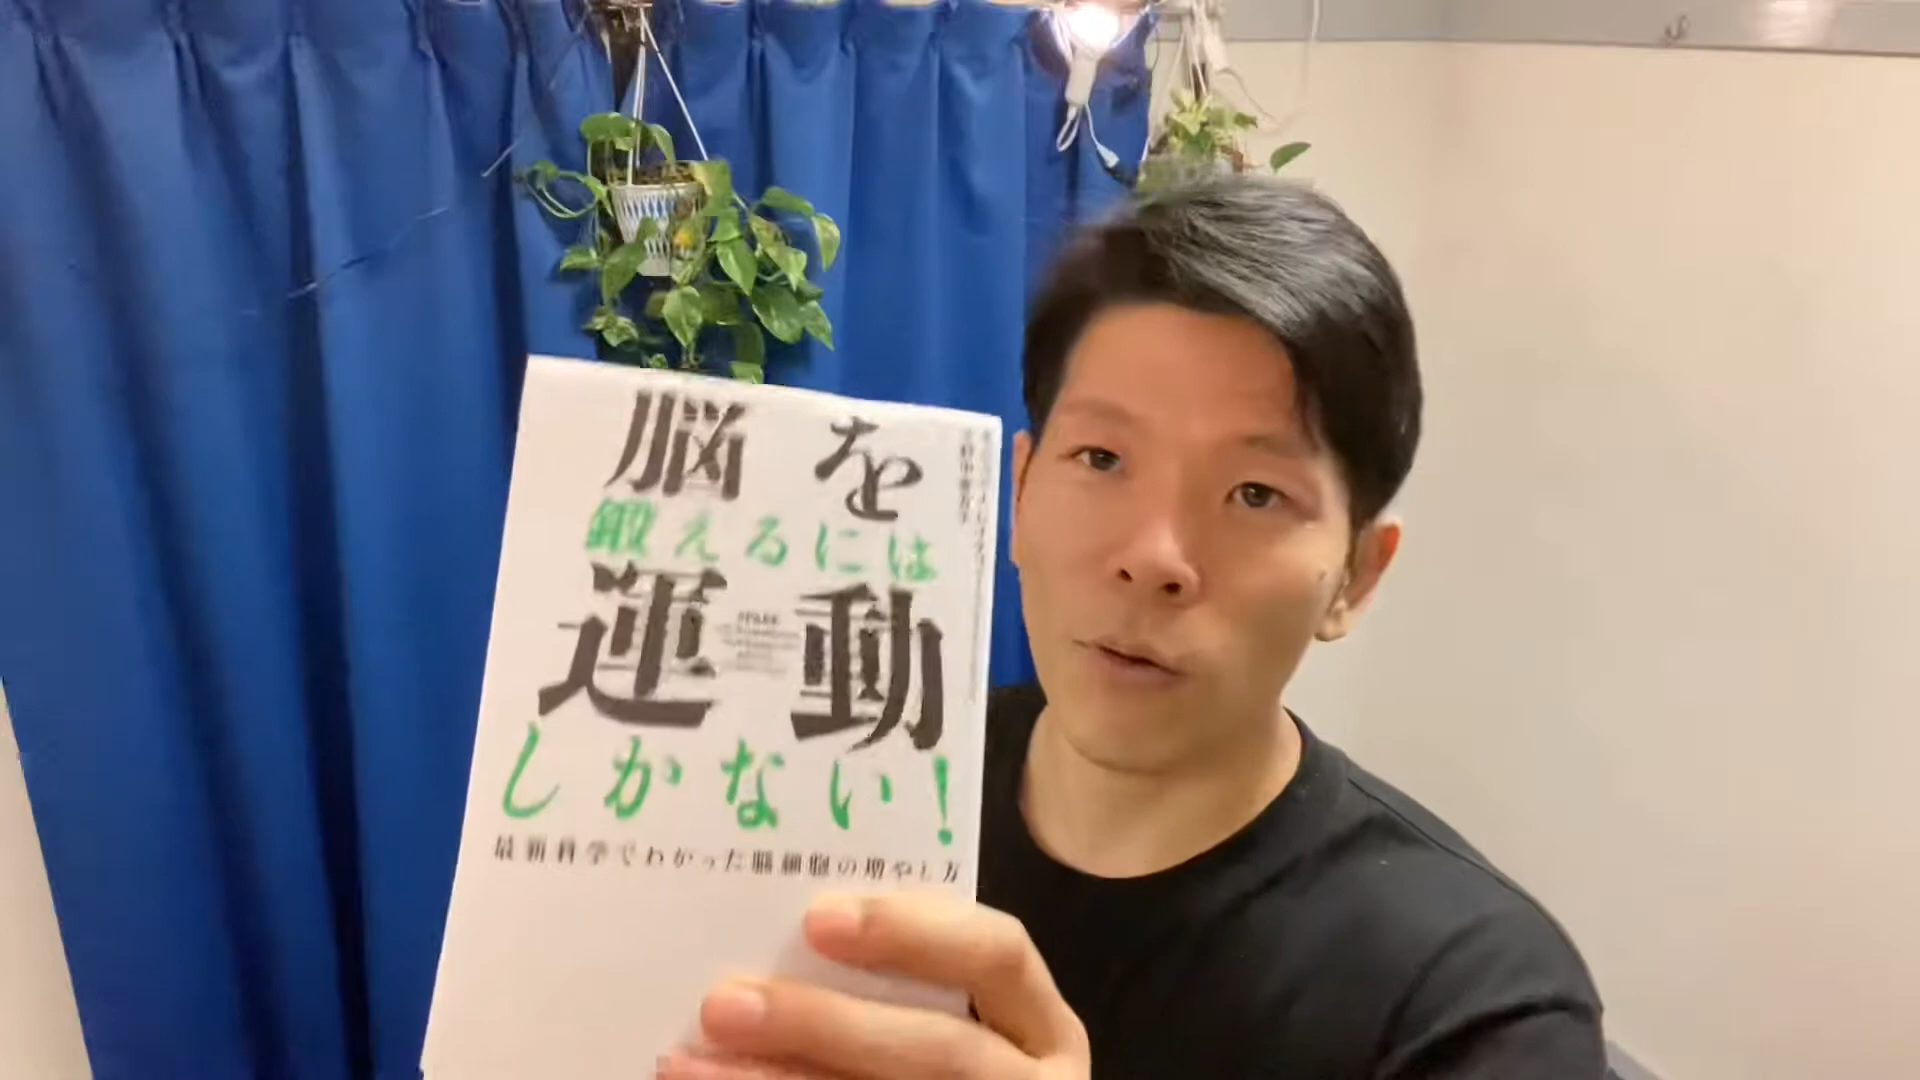 脳を
鍛えるには
運動
しかない!
最新科学でわかった脳細胞の増やし方